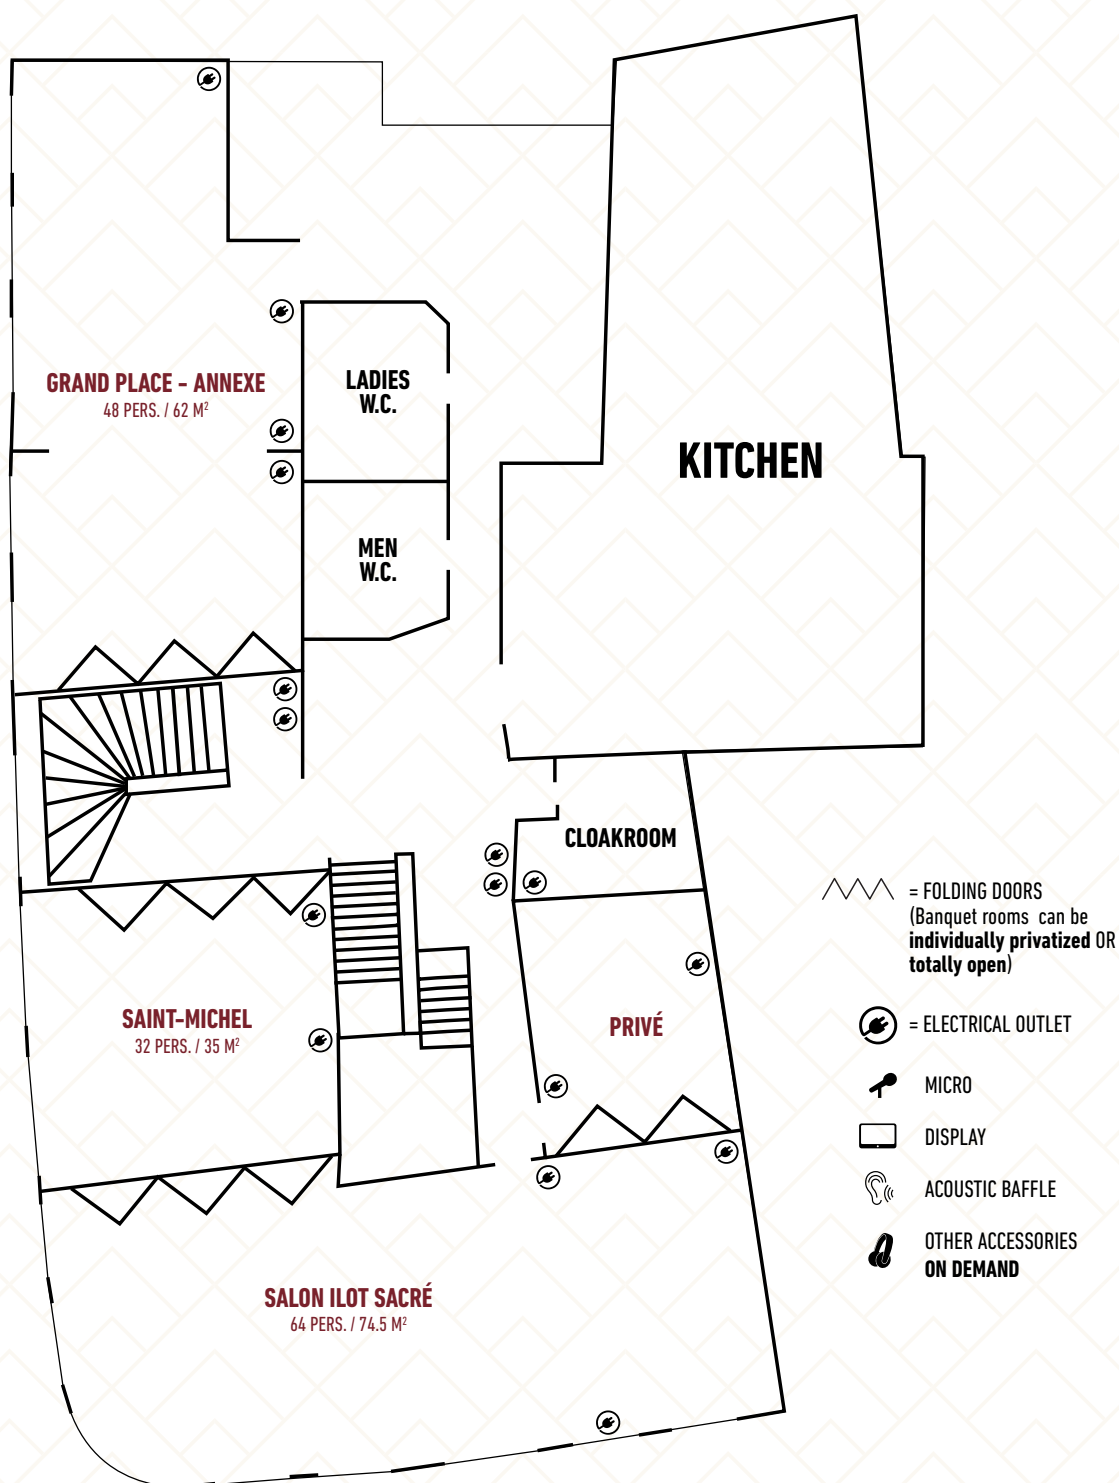 GRAND PLACE - ANNEXE
48 PERS. / 62 M²
LADIES
W.C.
KITCHEN
MEN
W.C.
CLOAKROOM
SAINT-MICHEL
32 PERS. / 35 M²
PRIVÉ
SALON ILOT SACRÉ
64 PERS. / 74.5 M²
= FOLDING DOORS
(Banquet rooms can be
individually privatized OR
totally open)
= ELECTRICAL OUTLET
MICRO
DISPLAY
ACOUSTIC BAFFLE
OTHER ACCESSORIES
ON DEMAND